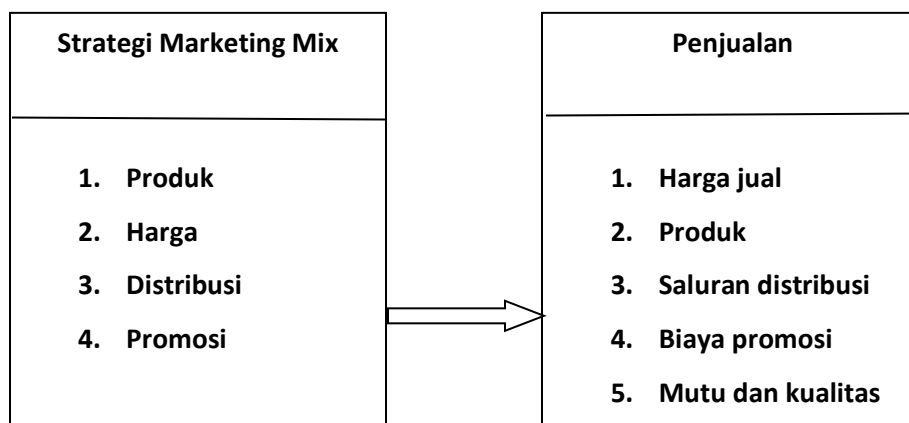 Strategi Marketing Mix
1. Produk
2. Harga
3. Distribusi
4. Promosi
Penjualan
1. Harga jual
2. Produk
3. Saluran distribusi
4. Biaya promosi
5. Mutu dan kualitas